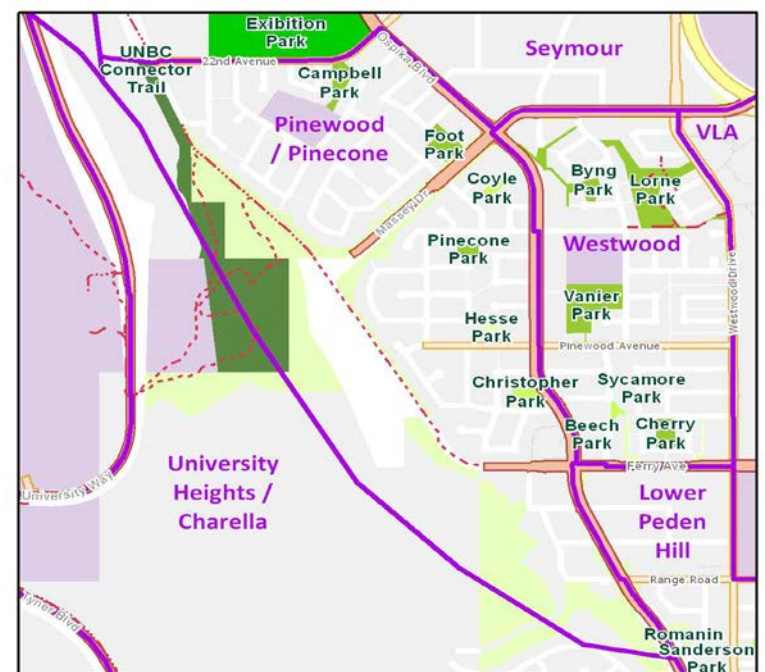 Exibition
Park
Seymour
UNBC
Connector
Trail
22nd Avenue
Ospika Blvd
Campbell
Park
Pinewood
/ Pinecone
Foot
Park
VLA
Coyle
Park
Byng
Park
Lorne
Park
Massey Dr
Pinecone
Park
Westwood
Westwood Drive
Vanier
Park
Hesse
Park
Pinewood Avenue
Christopher
Park
Sycamore
Park
Beech
Park
Cherry
Park
University
Heights /
Charella
University Way
Ferry Ave
Lower
Peden
Hill
Range Road
Tyner Blvd
Romanin
Sanderson
Park